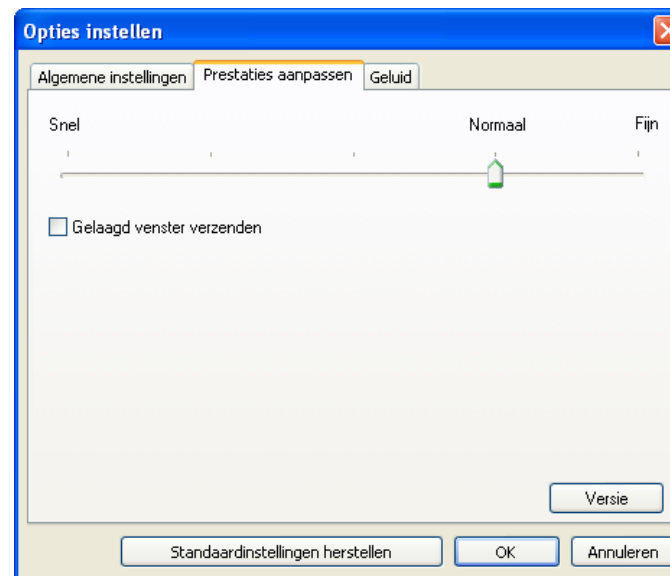 Opties instellen
Algemene instellingen Prestaties aanpassen Geluid
Snel Normaal Fijn
Gelaagd venster verzenden
Versie
Standaardinstellingen herstellen OK Annuleren